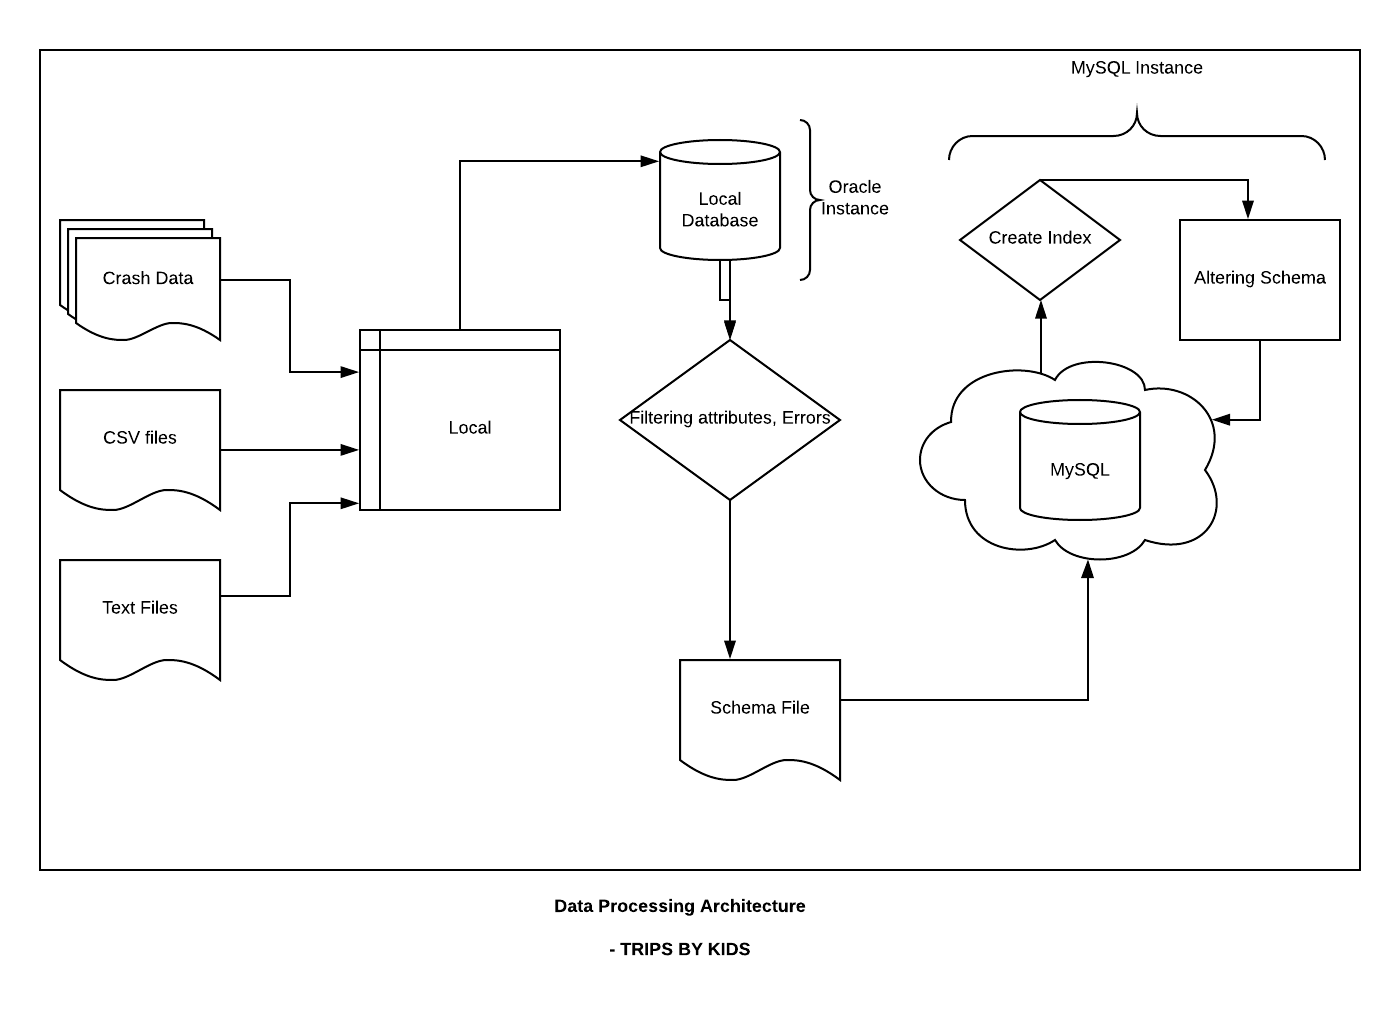 MySQL Instance
Local
Database
Oracle
Instance
Create Index
Crash Data
Altering Schema
Filtering attributes, Errors
Local
CSV files
MySQL
Text Files
Schema File
Data Processing Architecture
- TRIPS BY KIDS